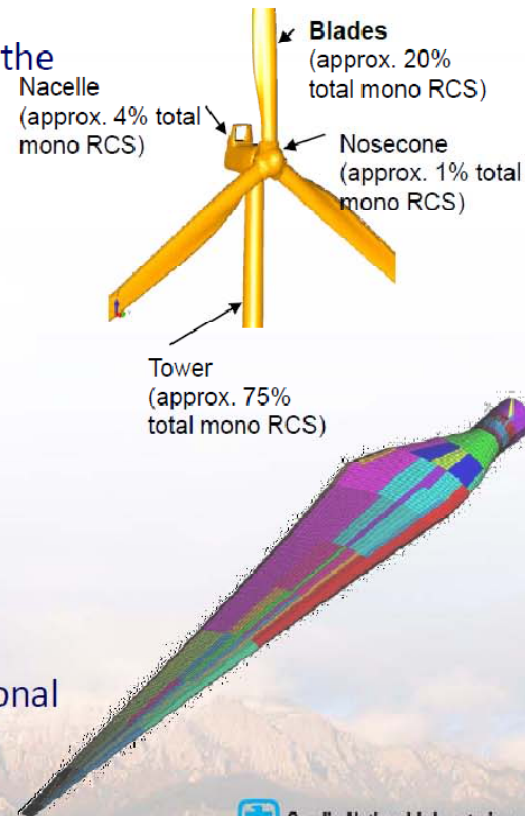 the
Blades
(approx. 20%
total mono RCS)
Nacelle
(approx. 4% total
mono RCS)
Nosecone
(approx. 1% total
mono RCS)
Tower
(approx. 75%
total mono RCS)
onal